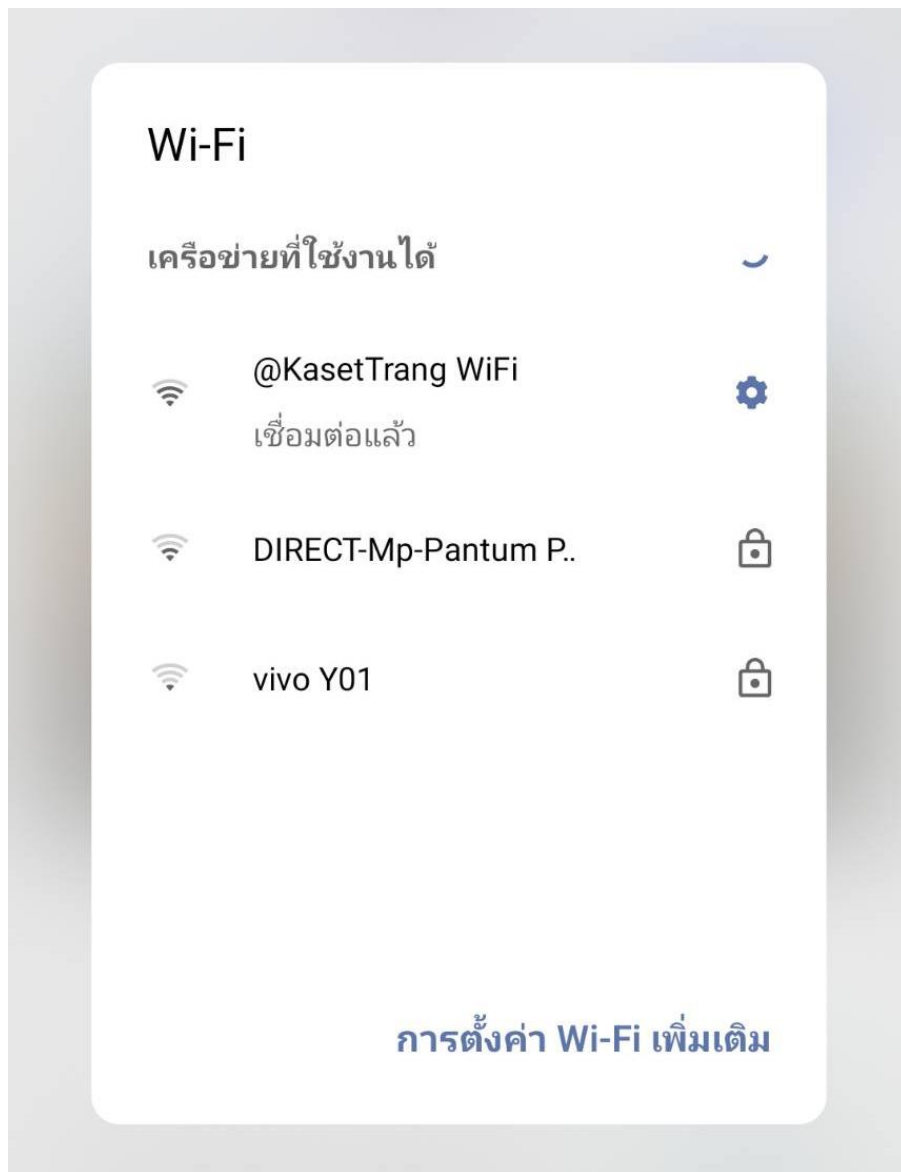 Wi-Fi
เครือข่ายที่ใช้งานได้
@KasetTrang WiFi
เชื่อมต่อแล้ว
DIRECT-Mp-Pantum P..
vivo Y01
การตั้งค่า Wi-Fi เพิ่มเติม